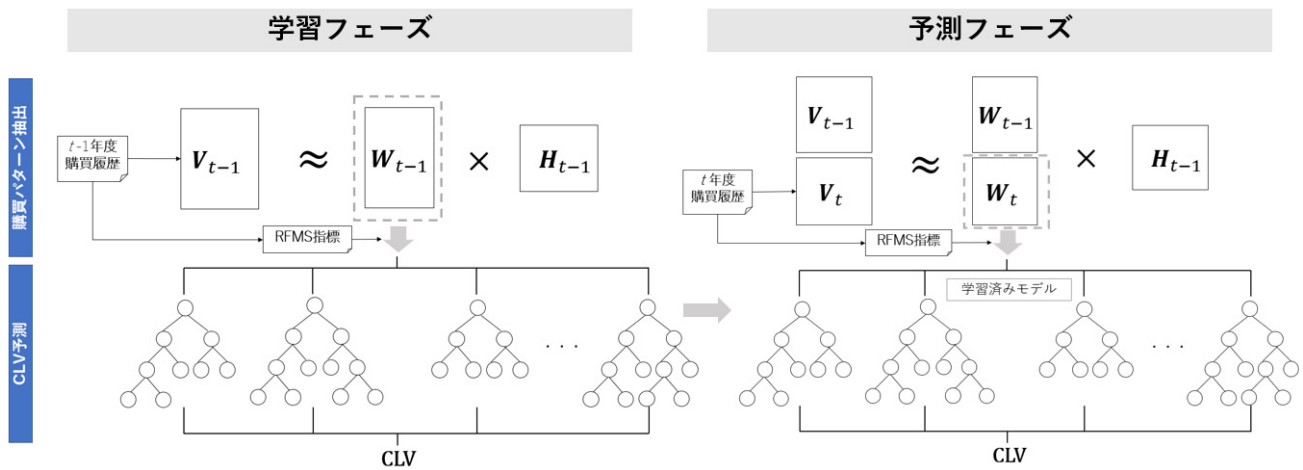 学習フェーズ
予測フェーズ
購買パターン抽出
t-1年度
購買履歴
V_{t-1}
≈
W_{t-1}
×
H_{t-1}
RFMS指標
V_{t-1}
W_{t-1}
t 年度
購買履歴
V_t
≈
W_t
×
H_{t-1}
RFMS指標
CLV予測
. . .
CLV
学習済みモデル
. . .
CLV